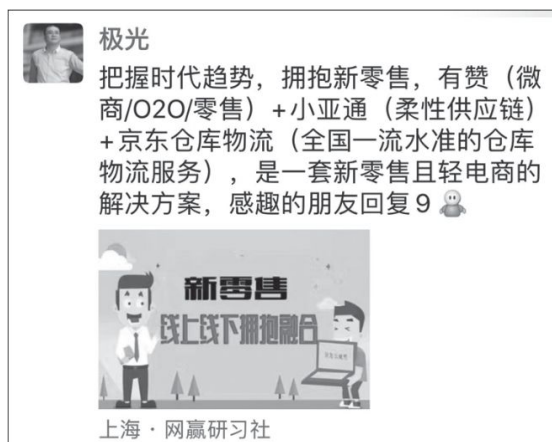 极光
把握时代趋势，拥抱新零售，有赞（微
商/O2O/零售）+小亚通（柔性供应链）
+京东仓库物流（全国一流水准的仓库
物流服务），是一套新零售且轻电商的
解决方案，感趣的朋友回复9
新零售
线上线下拥抱融合
上海·网赢研习社